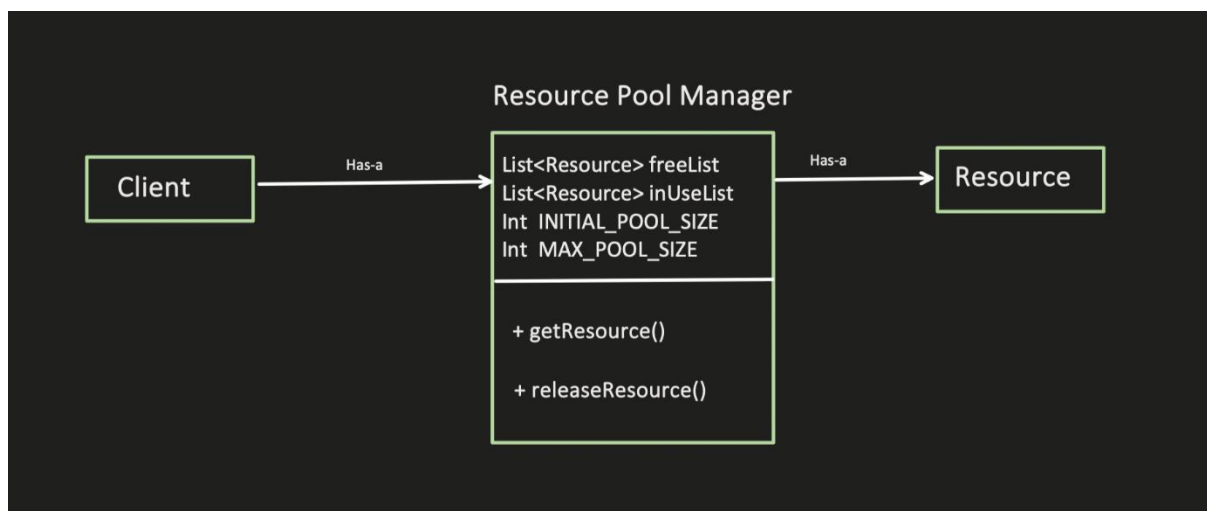 Resource Pool Manager
Client
Has-a
List<Resource> freeList
List<Resource> inUseList
Int  INITIAL_POOL_SIZE
Int  MAX_POOL_SIZE
+ getResource()
+ releaseResource()
Has-a
Resource